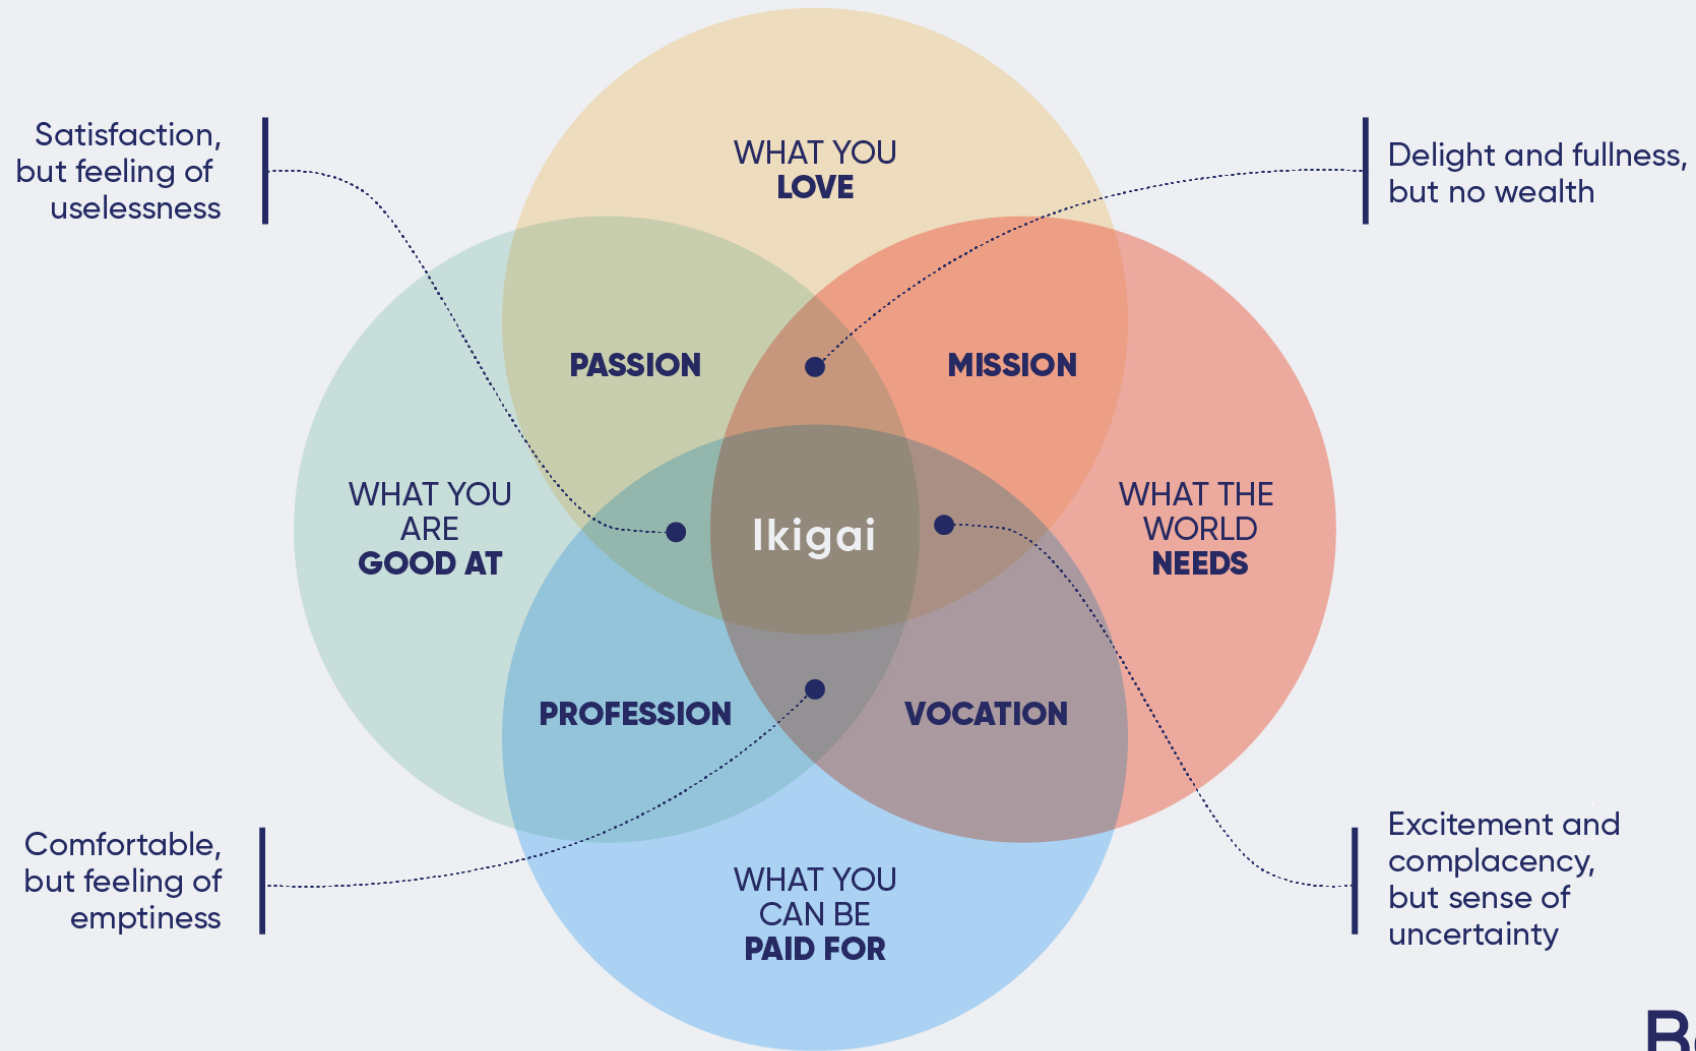 Satisfaction,
but feeling of
uselessness
WHAT YOU
LOVE
Delight and fullness,
but no wealth
PASSION
MISSION
WHAT YOU
ARE
GOOD AT
Ikigai
WHAT THE
WORLD
NEEDS
PROFESSION
VOCATION
Comfortable,
but feeling of
emptiness
WHAT YOU
CAN BE
PAID FOR
Excitement and
complacency,
but sense of
uncertainty